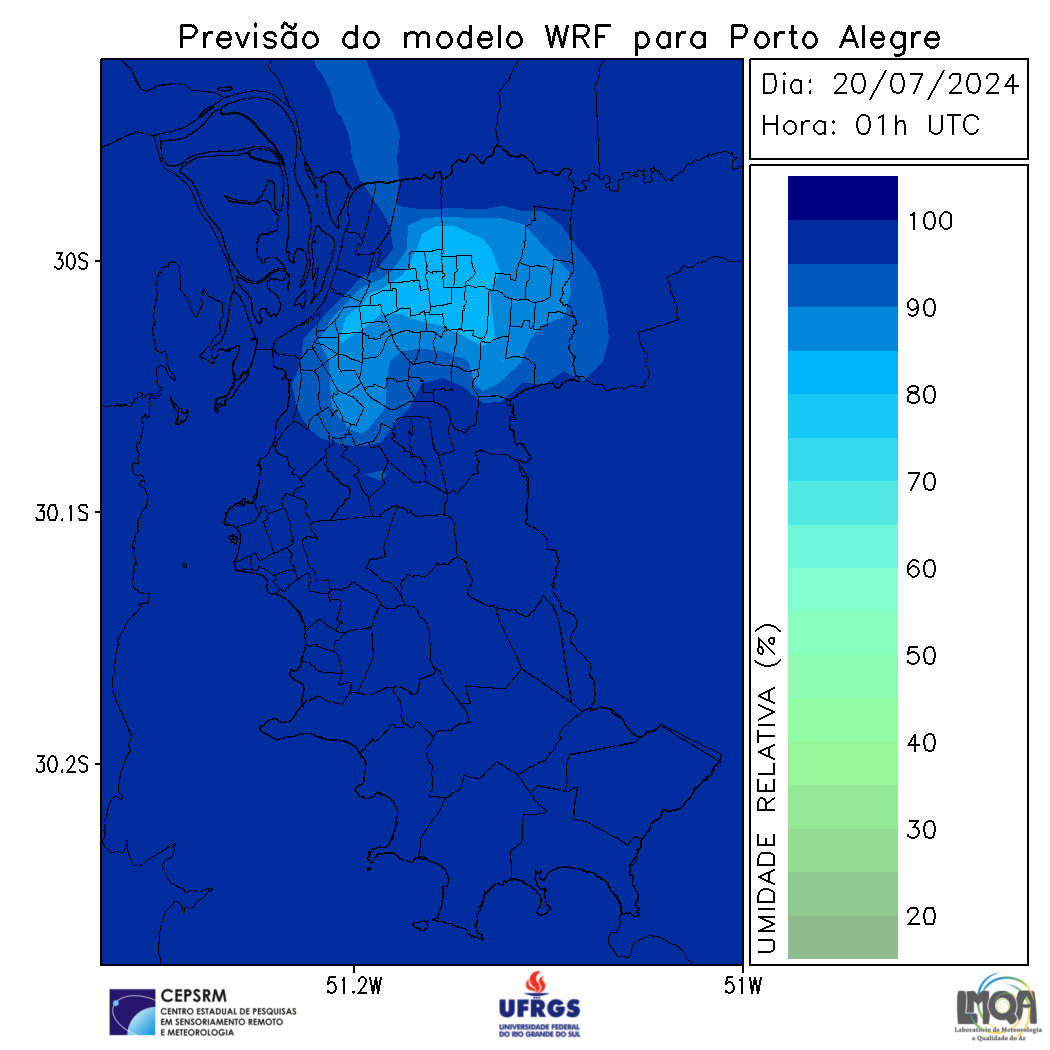 Previsão do modelo WRF para Porto Alegre
Dia: 20/07/2024
Hora: 01h UTC
30S
30.1S
30.2S
51.2W
51W
100
90
80
70
60
50
40
30
20
UMIDADE RELATIVA (%)
CEPSRM
CENTRO ESTADUAL DE PESQUISAS
EM SENSORIAMENTO REMOTO
E METEOROLOGIA
UFRGS
UNIVERSIDADE FEDERAL
DO RIO GRANDE DO SUL
LMQA
Laboratório de Meteorologia
e Qualidade do Ar